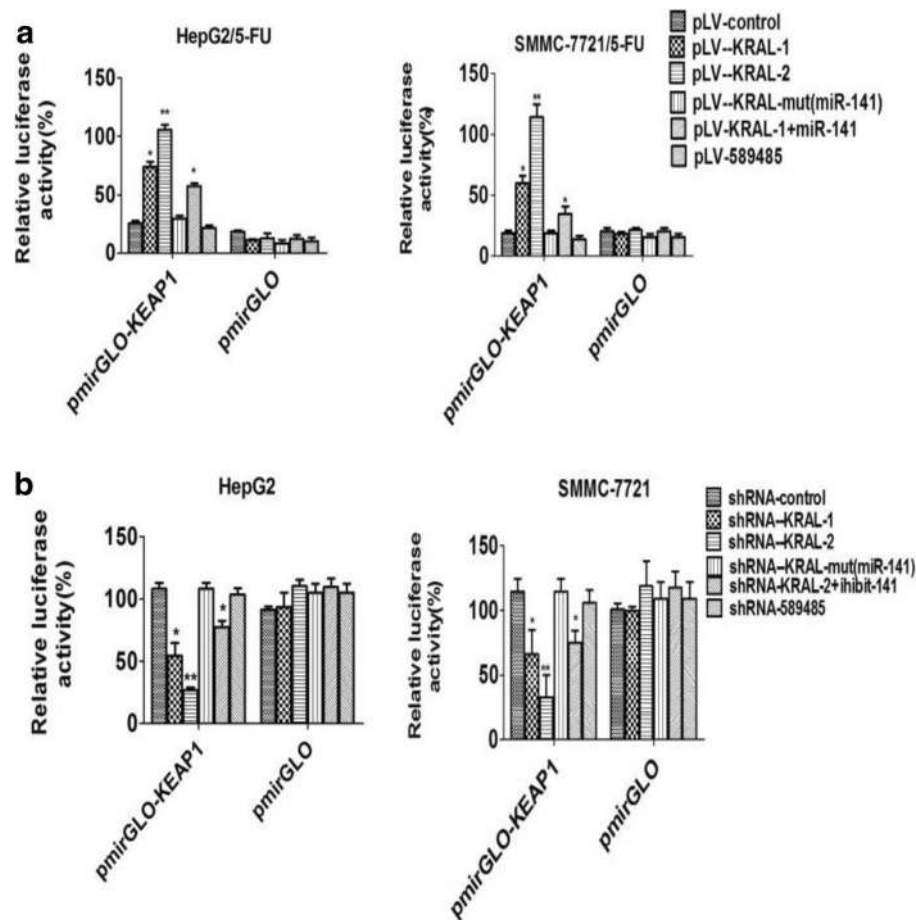 a
HepG2/5-FU
Relative luciferase
activity(%)
150
100
50
0
*
**
*
pmirGLO-KEAP1
pmirGLO
SMMC-7721/5-FU
Relative luciferase
activity(%)
150
100
50
0
*
**
*
pmirGLO-KEAP1
pmirGLO
pLV-control
pLV--KRAL-1
pLV--KRAL-2
pLV--KRAL-mut(miR-141)
pLV-KRAL-1+miR-141
pLV-589485
b
HepG2
Relative luciferase
activity(%)
150
100
50
0
*
**
*
pmirGLO-KEAP1
pmirGLO
SMMC-7721
Relative luciferase
activity(%)
150
100
50
0
*
**
*
pmirGLO-KEAP1
pmirGLO
shRNA-control
shRNA--KRAL-1
shRNA--KRAL-2
shRNA--KRAL-mut(miR-141)
shRNA-KRAL-2+ihibit-141
shRNA-589485